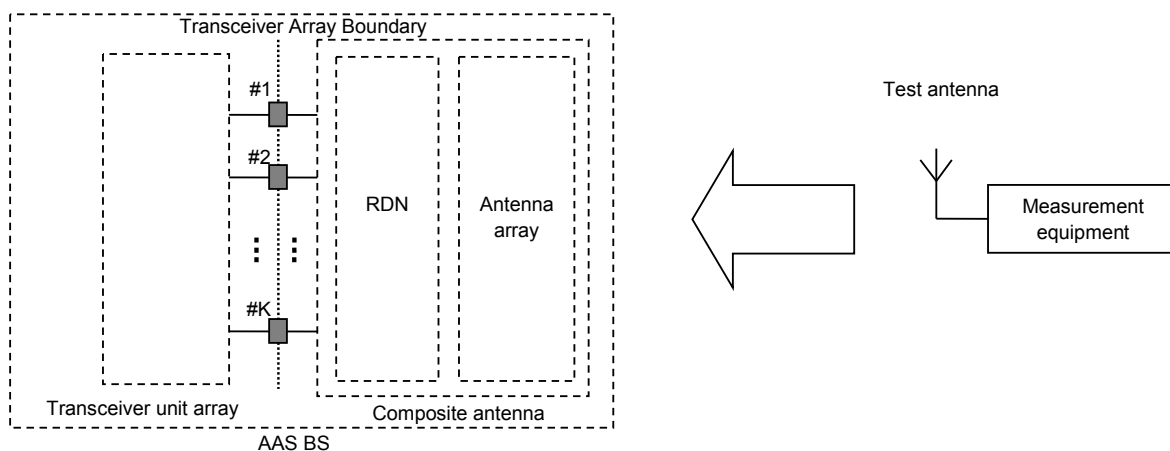 Transceiver Array Boundary
#1
#2
#K
RDN
Antenna
array
Transceiver unit array
Composite antenna
AAS BS
Test antenna
Measurement
equipment